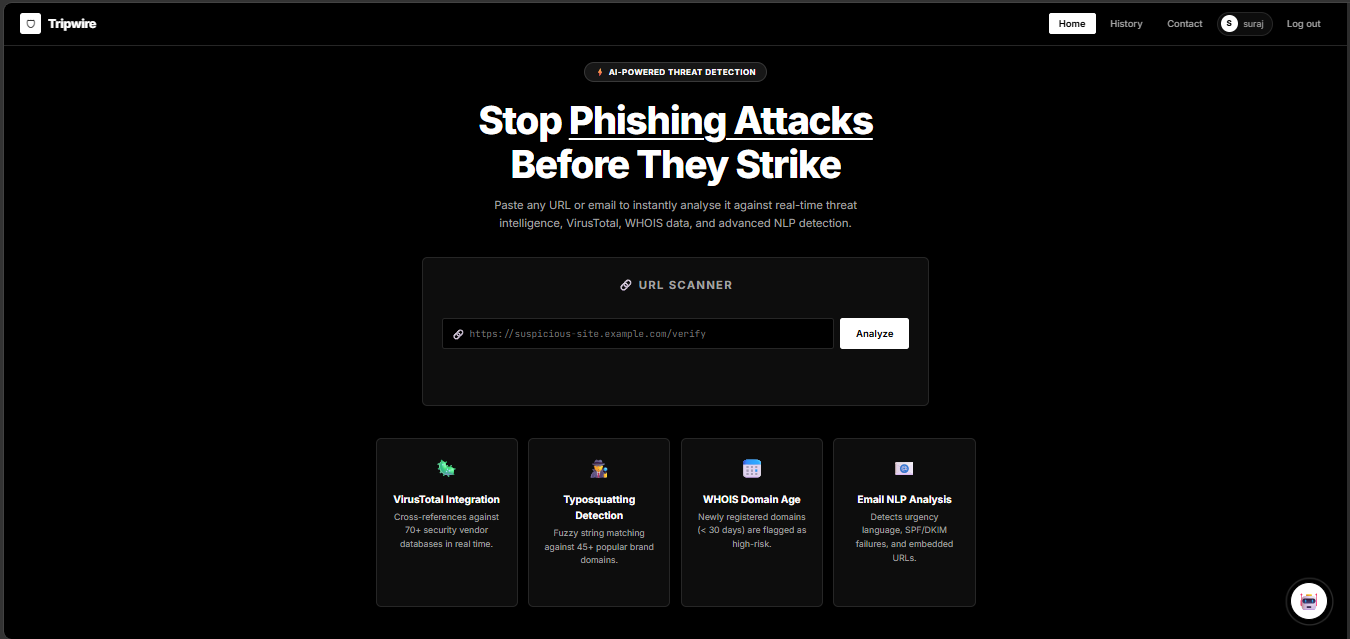 Tripwire
Home
History
Contact
S
suraj
Log out
AI-POWERED THREAT DETECTION
Stop Phishing Attacks
Before They Strike
Paste any URL or email to instantly analyse it against real-time threat
intelligence, VirusTotal, WHOIS data, and advanced NLP detection.
URL SCANNER
https://suspicious-site.example.com/verify
Analyze
VirusTotal Integration
Cross-references against
70+ security vendor
databases in real time.
Typosquatting
Detection
Fuzzy string matching
against 45+ popular brand
domains.
WHOIS Domain Age
Newly registered domains
(< 30 days) are flagged as
high-risk.
Email NLP Analysis
Detects urgency
language, SPF/DKIM
failures, and embedded
URLs.